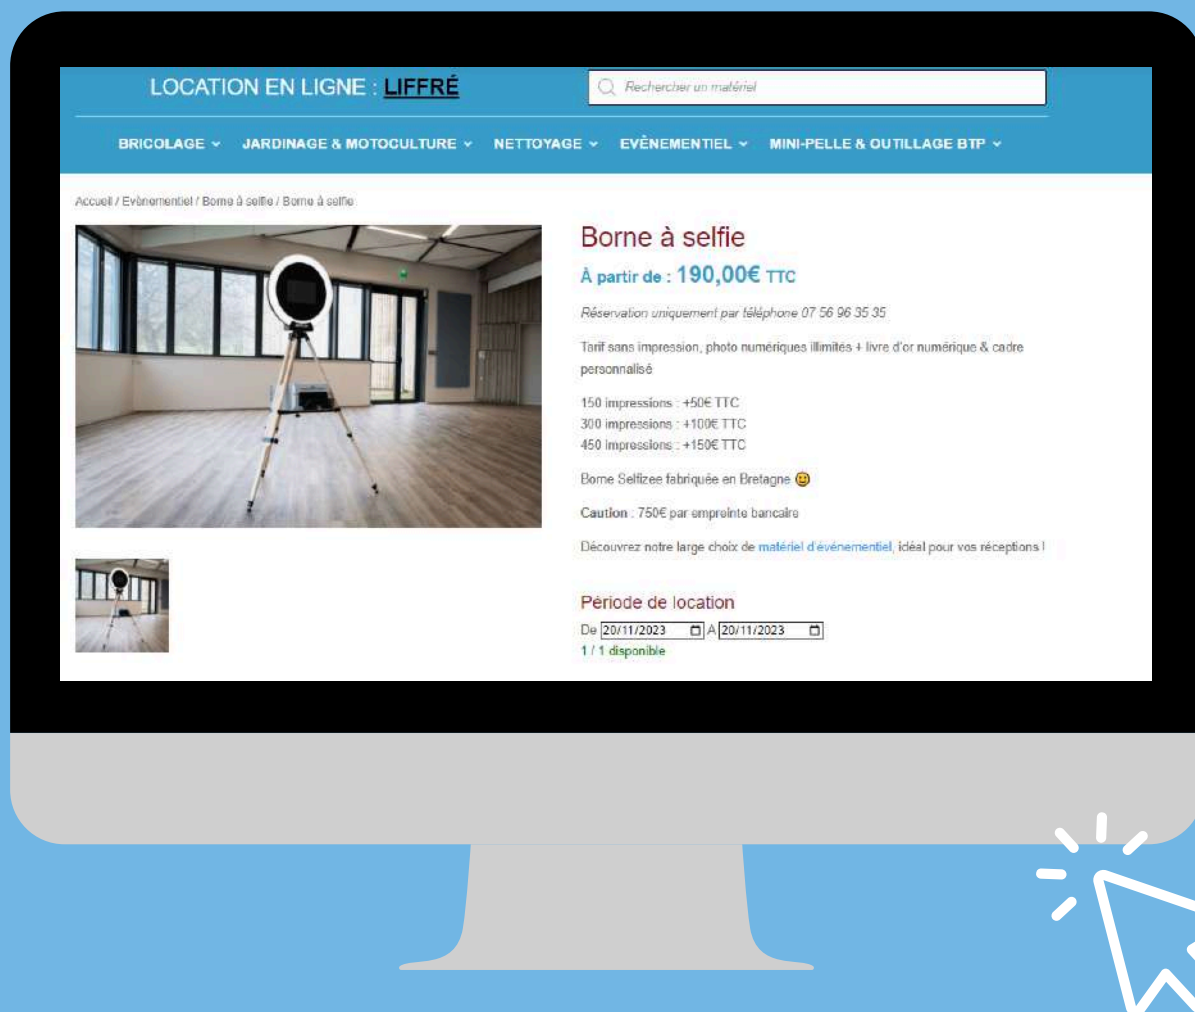 LOCATION EN LIGNE : LIFFRÉ
Rechercher un matériel
BRICOLAGE JARDINAGE & MOTOCULTURE NETTOYAGE EVÈNEMENTIEL MINI-PELLE & OUTILLAGE BTP
Accueil / Evènementiel / Borne à selfie / Borne à selfie
Borne à selfie
À partir de : 190,00€ TTC
Réservation uniquement par téléphone 07 56 96 35 35
Tarif sans impression, photo numériques illimités + livre d'or numérique & cadre
personnalisé
150 impressions : +50€ TTC
300 impressions : +100€ TTC
450 impressions : +150€ TTC
Borne Selfizee fabriquée en Bretagne 😀
Caution : 750€ par empreinte bancaire
Découvrez notre large choix de matériel d'événementiel, idéal pour vos réceptions !
Période de location
De 20/11/2023 A 20/11/2023
1 / 1 disponible